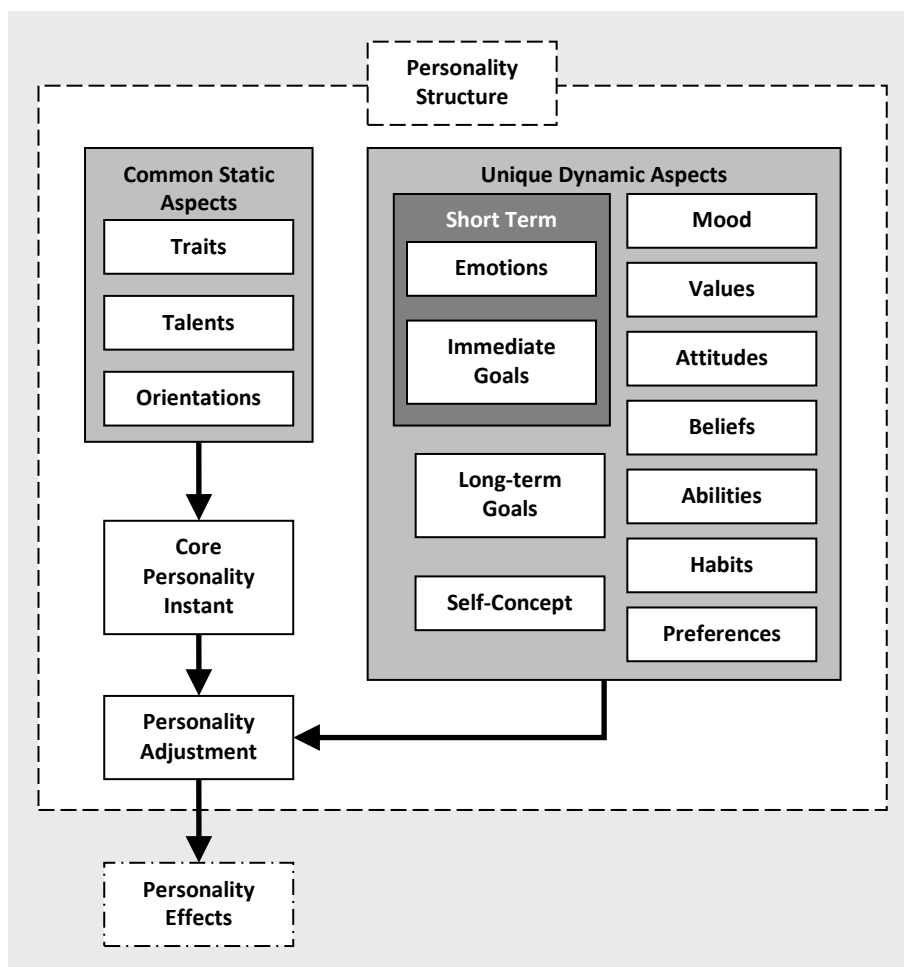 Personality
Structure
Common Static
Aspects
Traits
Talents
Orientations
Unique Dynamic Aspects
Short Term
Emotions
Immediate
Goals
Long-term
Goals
Self-Concept
Mood
Values
Attitudes
Beliefs
Abilities
Habits
Preferences
Core
Personality
Instant
Personality
Adjustment
Personality
Effects